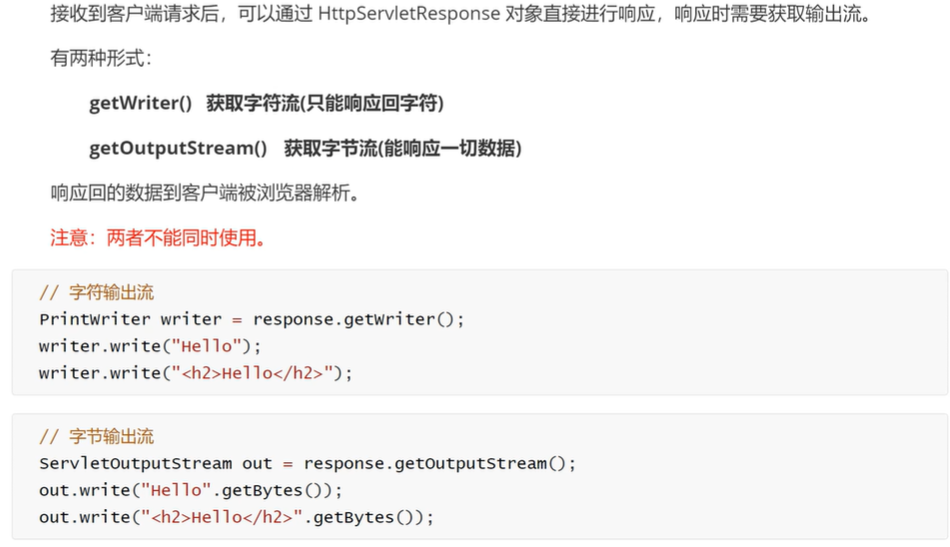 接收到客户端请求后，可以通过 HttpServletResponse 对象直接进行响应，响应时需要获取输出流。
有两种形式：
getWriter() 获取字符流(只能响应回字符)
getOutputStream() 获取字节流(能响应一切数据)
响应回的数据到客户端被浏览器解析。
注意：两者不能同时使用。
// 字符输出流
PrintWriter writer = response.getWriter();
writer.write("Hello");
writer.write("<h2>Hello</h2>");
// 字节输出流
ServletOutputStream out = response.getOutputStream();
out.write("Hello".getBytes());
out.write("<h2>Hello</h2>".getBytes());